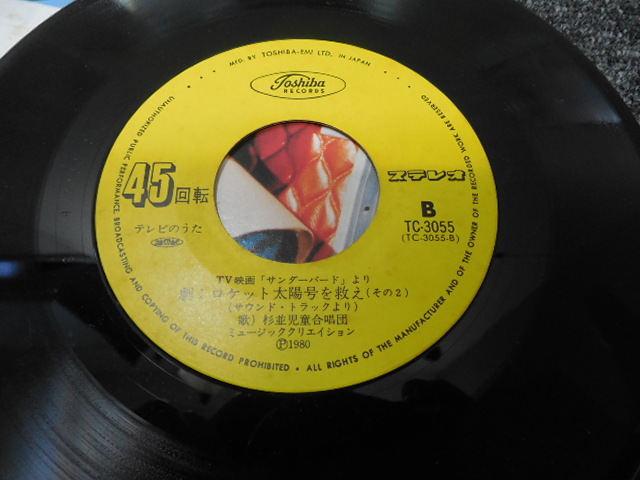 MFG. BY TOSHIBA-EMI LTD. IN JAPAN
Toshiba
RECORDS
45回転
ステレオ
テレビのうた
B
TC-3055
(TC-3055-B)
TV映画「サンダーバード」より
劇：ロケット太陽号を救え(その2)
(サウンド・トラックより)
歌）杉並児童合唱団
ミュージッククリエイション
Ⓟ1980
UNAUTHORIZED PUBLIC PERFORMANCE, BROADCASTING AND COPYING OF THIS RECORD PROHIBITED • ALL RIGHTS OF THE MANUFACTURER AND OF THE OWNER OF THE RECORDED WORK ARE RESERVED